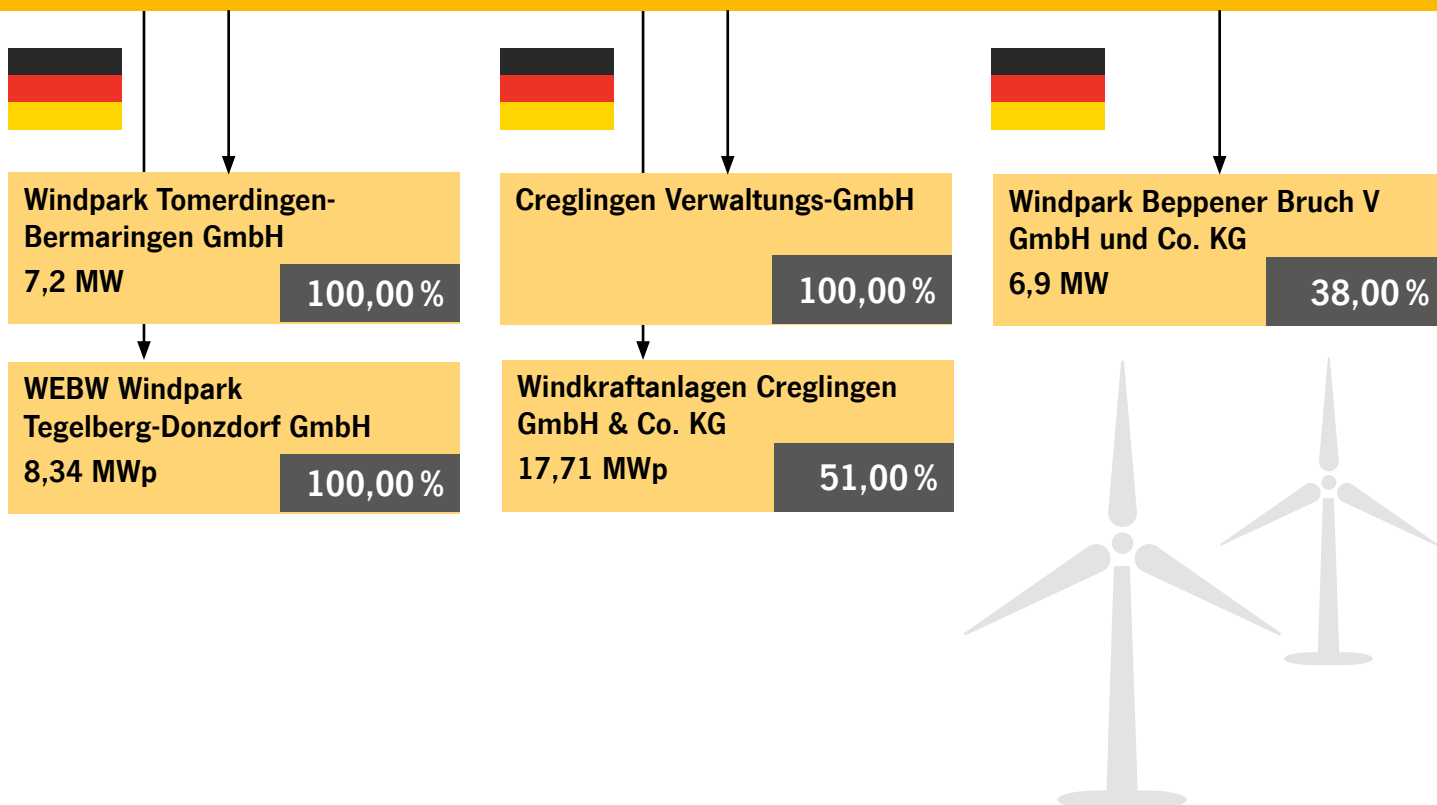 Windpark Tomerdingen-
Bermaringen GmbH
7,2 MW
100,00 %
WEBW Windpark
Tegelberg-Donzdorf GmbH
8,34 MWp
100,00 %
Creglingen Verwaltungs-GmbH
100,00 %
Windkraftanlagen Creglingen
GmbH & Co. KG
17,71 MWp
51,00 %
Windpark Beppener Bruch V
GmbH und Co. KG
6,9 MW
38,00 %